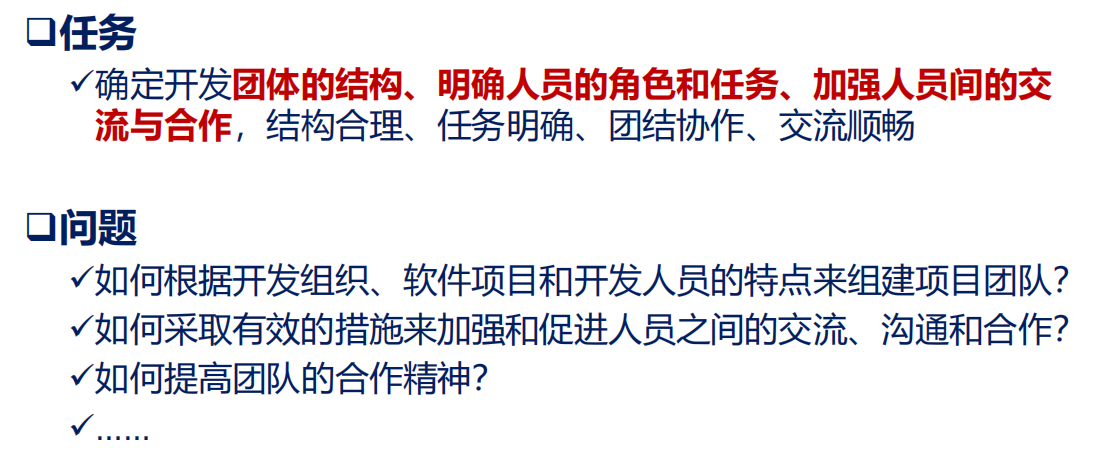 ❑任务
✓确定开发团体的结构、明确人员的角色和任务、加强人员间的交
流与合作，结构合理、任务明确、团结协作、交流顺畅
❑问题
✓如何根据开发组织、软件项目和开发人员的特点来组建项目团队？
✓如何采取有效的措施来加强和促进人员之间的交流、沟通和合作？
✓如何提高团队的合作精神？
✓……